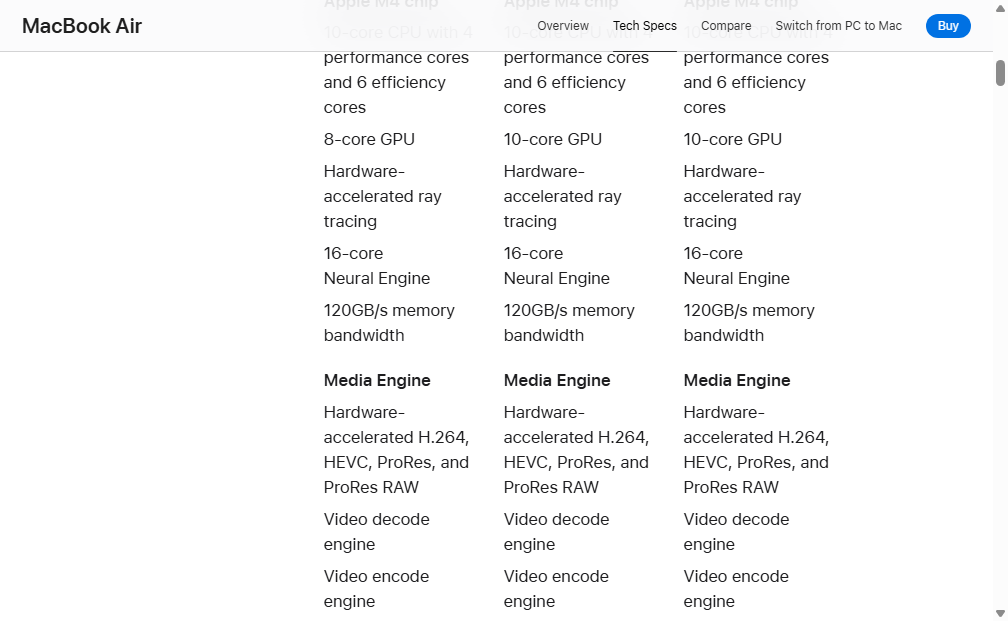 MacBook Air
Overview
Tech Specs
Compare
Switch from PC to Mac
Buy
Apple M4 chip
10-core CPU with 4
performance cores
and 6 efficiency
cores
8-core GPU
Hardware-
accelerated ray
tracing
16-core
Neural Engine
120GB/s memory
bandwidth
Media Engine
Hardware-
accelerated H.264,
HEVC, ProRes, and
ProRes RAW
Video decode
engine
Video encode
engine
Apple M4 chip
10-core CPU with 4
performance cores
and 6 efficiency
cores
10-core GPU
Hardware-
accelerated ray
tracing
16-core
Neural Engine
120GB/s memory
bandwidth
Media Engine
Hardware-
accelerated H.264,
HEVC, ProRes, and
ProRes RAW
Video decode
engine
Video encode
engine
Apple M4 chip
10-core CPU with 4
performance cores
and 6 efficiency
cores
10-core GPU
Hardware-
accelerated ray
tracing
16-core
Neural Engine
120GB/s memory
bandwidth
Media Engine
Hardware-
accelerated H.264,
HEVC, ProRes, and
ProRes RAW
Video decode
engine
Video encode
engine